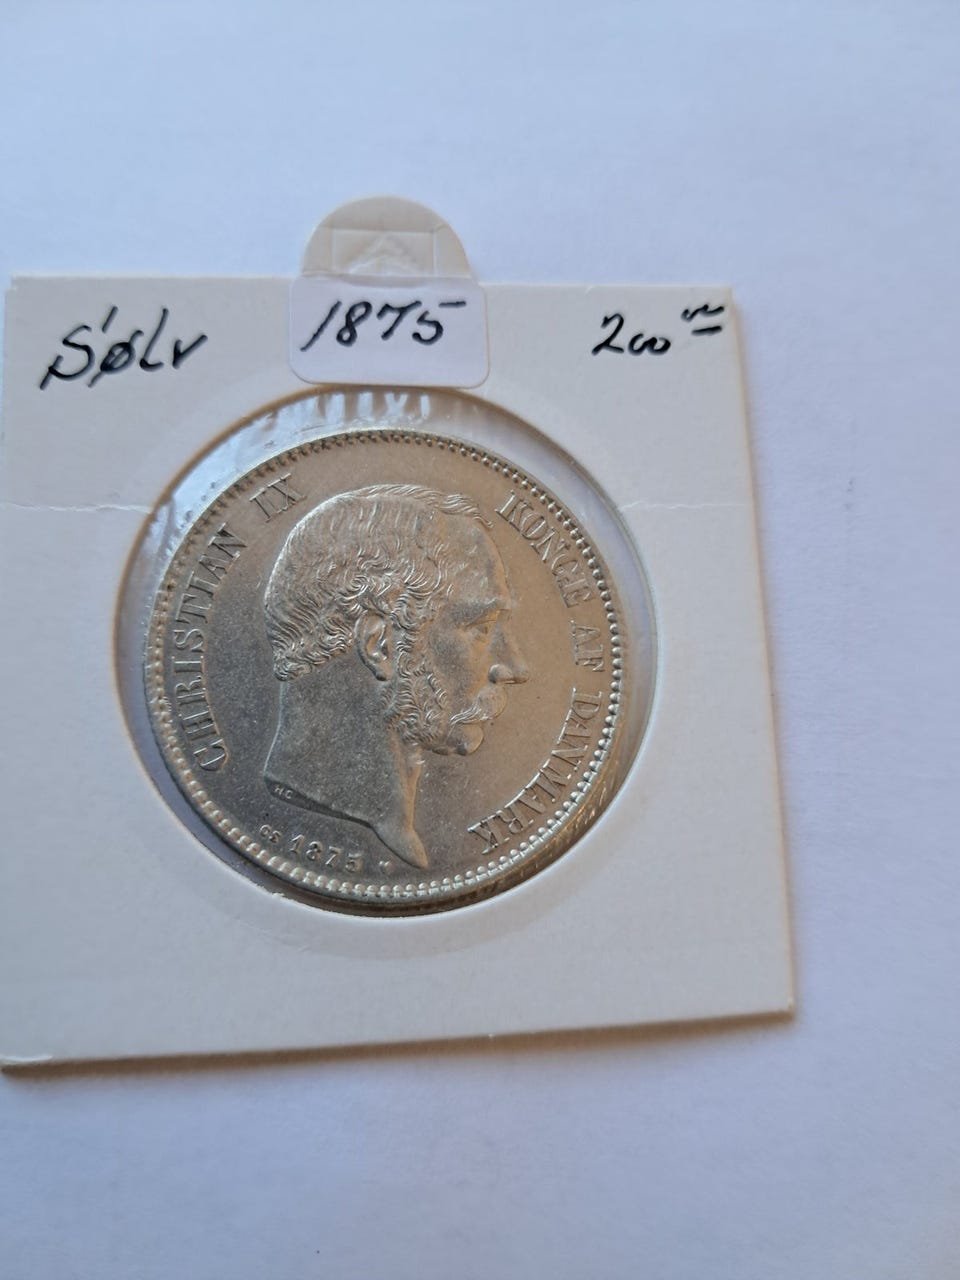 SØLV
1875
200
CHRISTIAN IX
KONGE AF DANMARK
HC
CS 1875